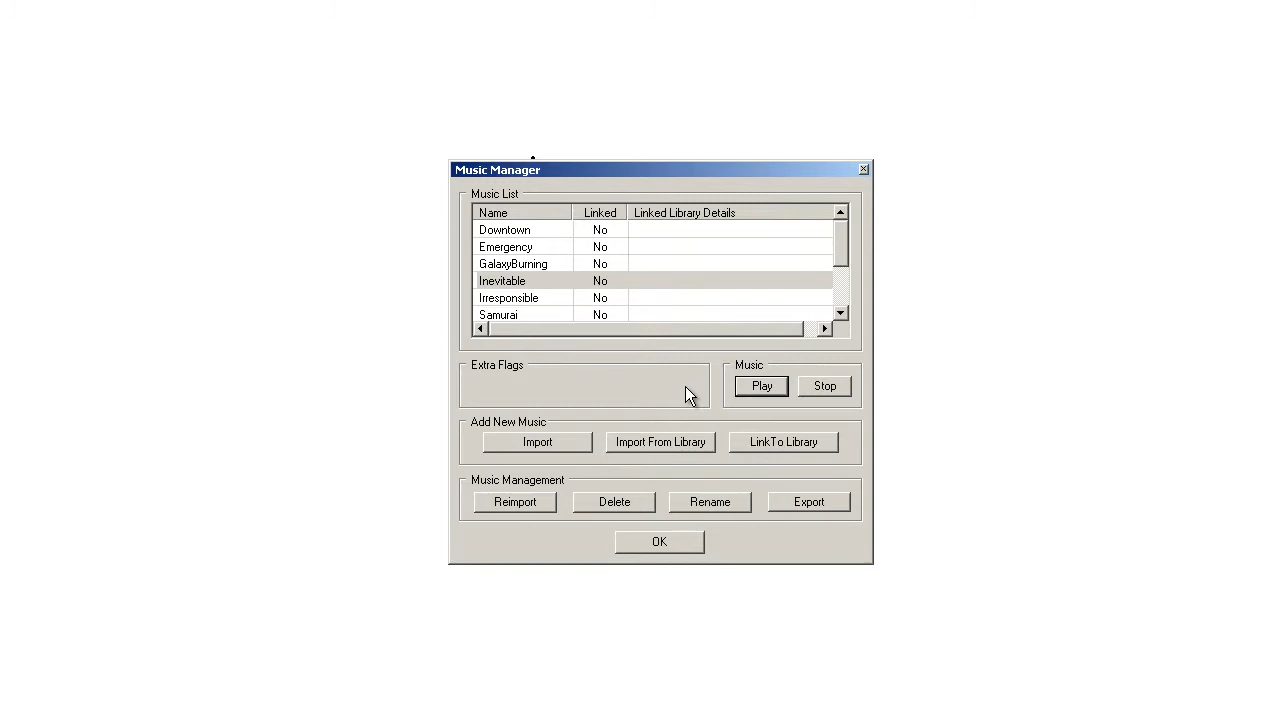 Music Manager
Music List
Name Linked Linked Library Details
Downtown No
Emergency No
GalaxyBurning No
Inevitable No
Irresponsible No
Samurai No
Extra Flags
Music
Play Stop
Add New Music
Import Import From Library LinkTo Library
Music Management
Reimport Delete Rename Export
OK